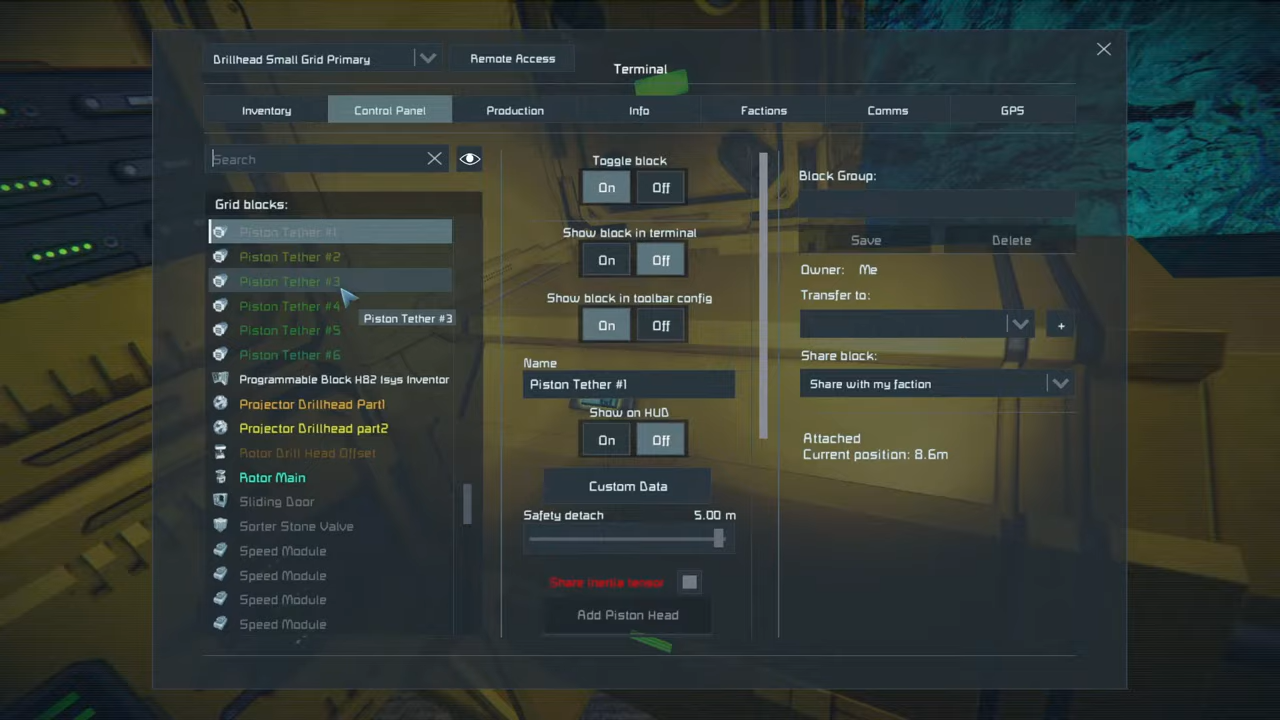 Drillhead Small Grid Primary
Remote Access
Terminal
Inventory
Control Panel
Production
Info
Factions
Comms
GPS
Search
Grid blocks:
Piston Tether #1
Piston Tether #2
Piston Tether #3
Piston Tether #4
Piston Tether #3
Piston Tether #5
Piston Tether #6
Programmable Block H82 Isys Inventor
Projector Drillhead Part1
Projector Drillhead part2
Rotor Drill Head Offset
Rotor Main
Sliding Door
Sorter Stone Valve
Speed Module
Speed Module
Speed Module
Speed Module
Toggle block
On Off
Show block in terminal
On Off
Show block in toolbar config
On Off
Name
Piston Tether #1
Show on HUD
On Off
Custom Data
Safety detach 5.00 m
Share inertia tensor
Add Piston Head
Block Group:
Save Delete
Owner: Me
Transfer to:
+
Share block:
Share with my faction
Attached
Current position: 8.6m